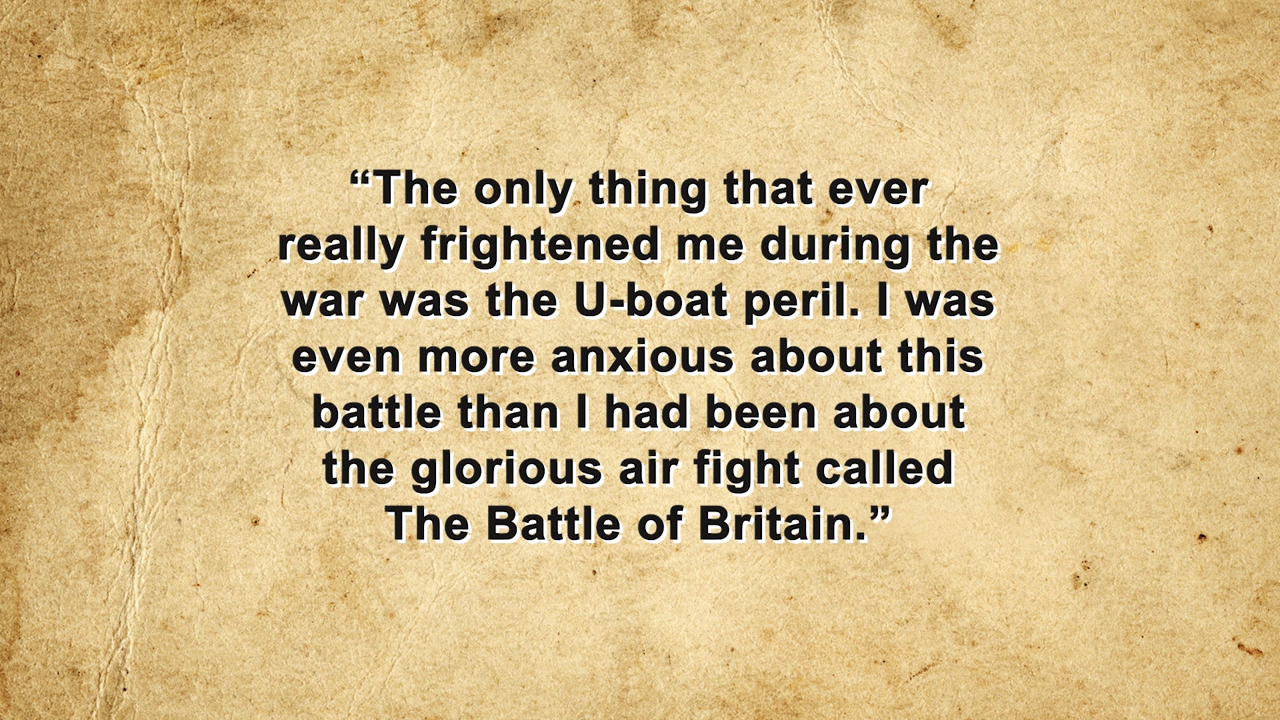 “The only thing that ever
really frightened me during the
war was the U-boat peril. I was
even more anxious about this
battle than I had been about
the glorious air fight called
The Battle of Britain.”